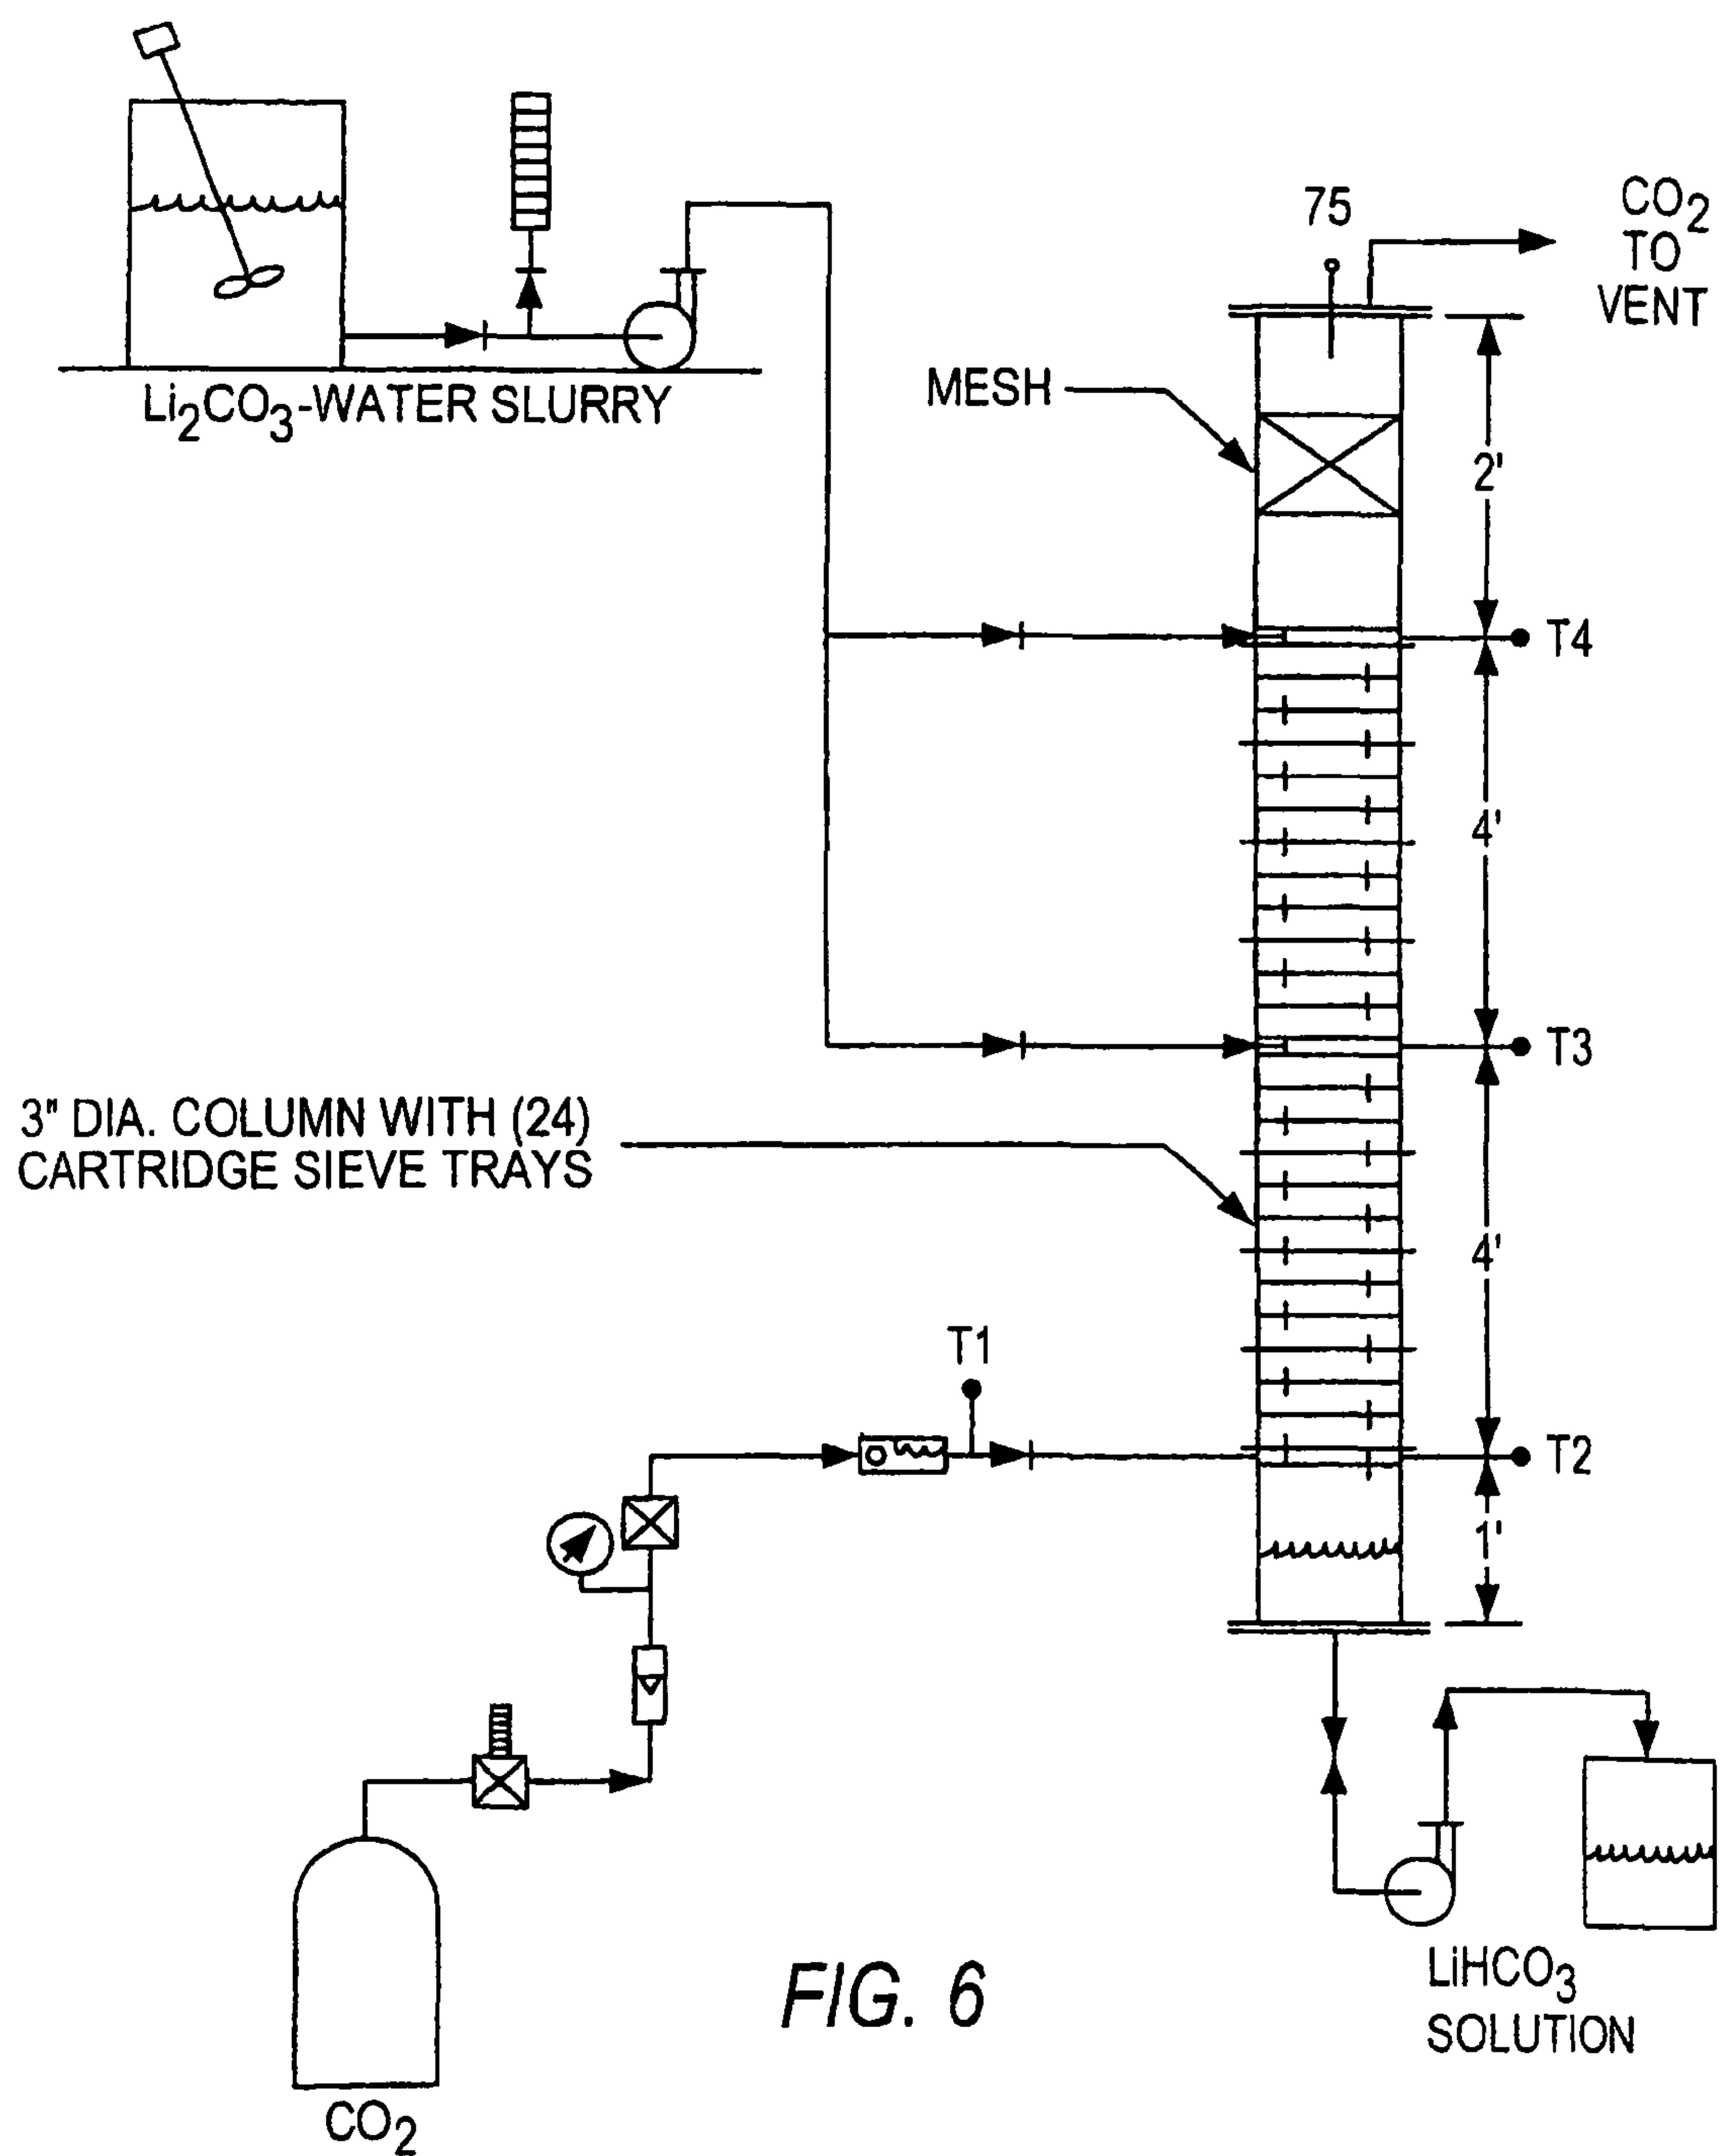 75
CO2
TO
VENT
Li2CO3-WATER SLURRY
MESH
2'
T4
4'
T3
3" DIA. COLUMN WITH (24)
CARTRIDGE SIEVE TRAYS
4'
T1
T2
1'
LiHCO3
SOLUTION
FIG. 6
CO2